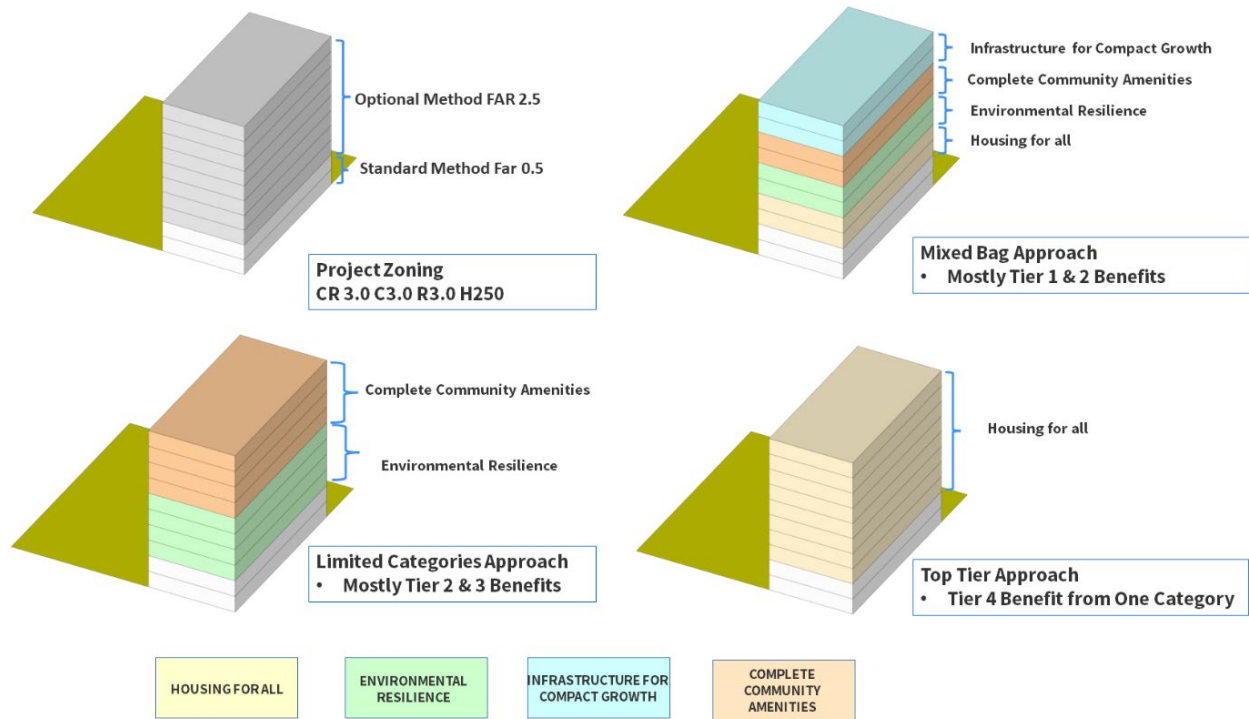 Optional Method FAR 2.5
Standard Method Far 0.5
Project Zoning
CR 3.0 C3.0 R3.0 H250
Infrastructure for Compact Growth
Complete Community Amenities
Environmental Resilience
Housing for all
Mixed Bag Approach
• Mostly Tier 1 & 2 Benefits
Complete Community Amenities
Environmental Resilience
Limited Categories Approach
• Mostly Tier 2 & 3 Benefits
Housing for all
Top Tier Approach
• Tier 4 Benefit from One Category
HOUSING FOR ALL
ENVIRONMENTAL
RESILIENCE
INFRASTRUCTURE FOR
COMPACT GROWTH
COMPLETE
COMMUNITY
AMENITIES